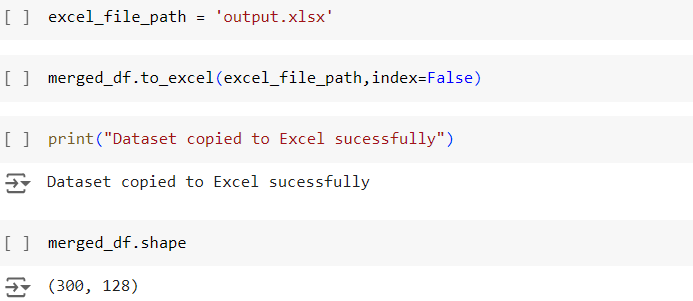 [ ] excel_file_path = 'output.xlsx'
[ ] merged_df.to_excel(excel_file_path,index=False)
[ ] print("Dataset copied to Excel sucessfully")
Dataset copied to Excel sucessfully
[ ] merged_df.shape
(300, 128)